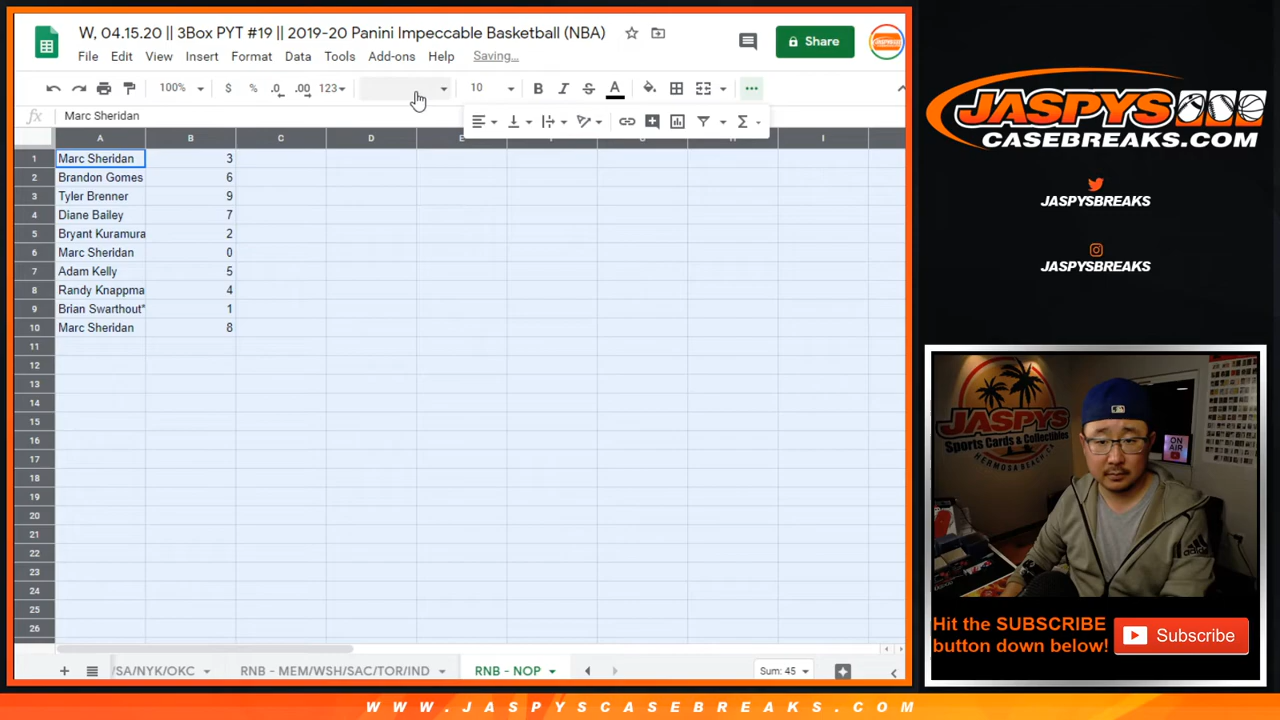 W, 04.15.20 || 3Box PYT #19 || 2019-20 Panini Impeccable Basketball (NBA)
File Edit View Insert Format Data Tools Add-ons Help Saving...
Share
100% $ % .0 .00 123 10 B I S A
fx Marc Sheridan
A B C D E F G H I
1 Marc Sheridan 3
2 Brandon Gomes 6
3 Tyler Brenner 9
4 Diane Bailey 7
5 Bryant Kuramura 2
6 Marc Sheridan 0
7 Adam Kelly 5
8 Randy Knappma 4
9 Brian Swarthout* 1
10 Marc Sheridan 8
11
12
13
14
15
16
17
18
19
20
21
22
23
24
25
26
/SA/NYK/OKC RNB - MEM/WSH/SAC/TOR/IND RNB - NOP Sum: 45
JASPYS
CASEBREAKS.COM
JASPYSBREAKS
JASPYSBREAKS
JASPYS
Sports Cards & Collectibles
HERMOSA BEACH, CA
ON
AIR
Hit the SUBSCRIBE
button down below!
Subscribe
WWW.JASPYSCASEBREAKS.COM